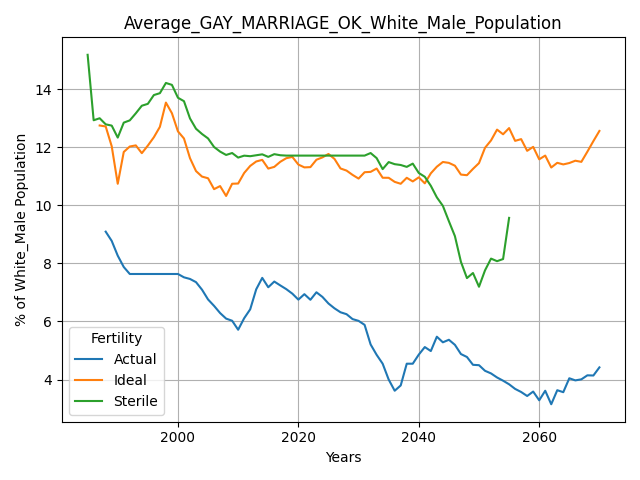 Average_GAY_MARRIAGE_OK_White_Male_Population
% of White_Male Population
14
12
10
8
6
4
Fertility
Actual
Ideal
Sterile
2000 2020 2040 2060
Years